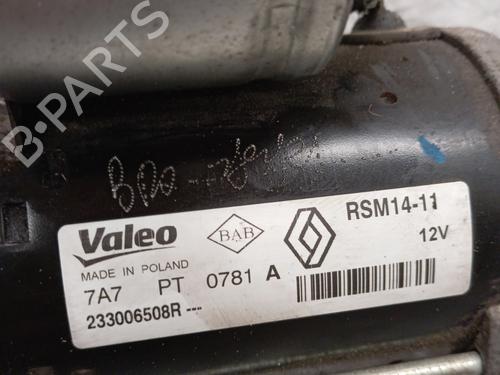 B-PARTS
Valeo BAB RSM14-11
MADE IN POLAND 12V
7A7 PT 0781 A
233006508R ---